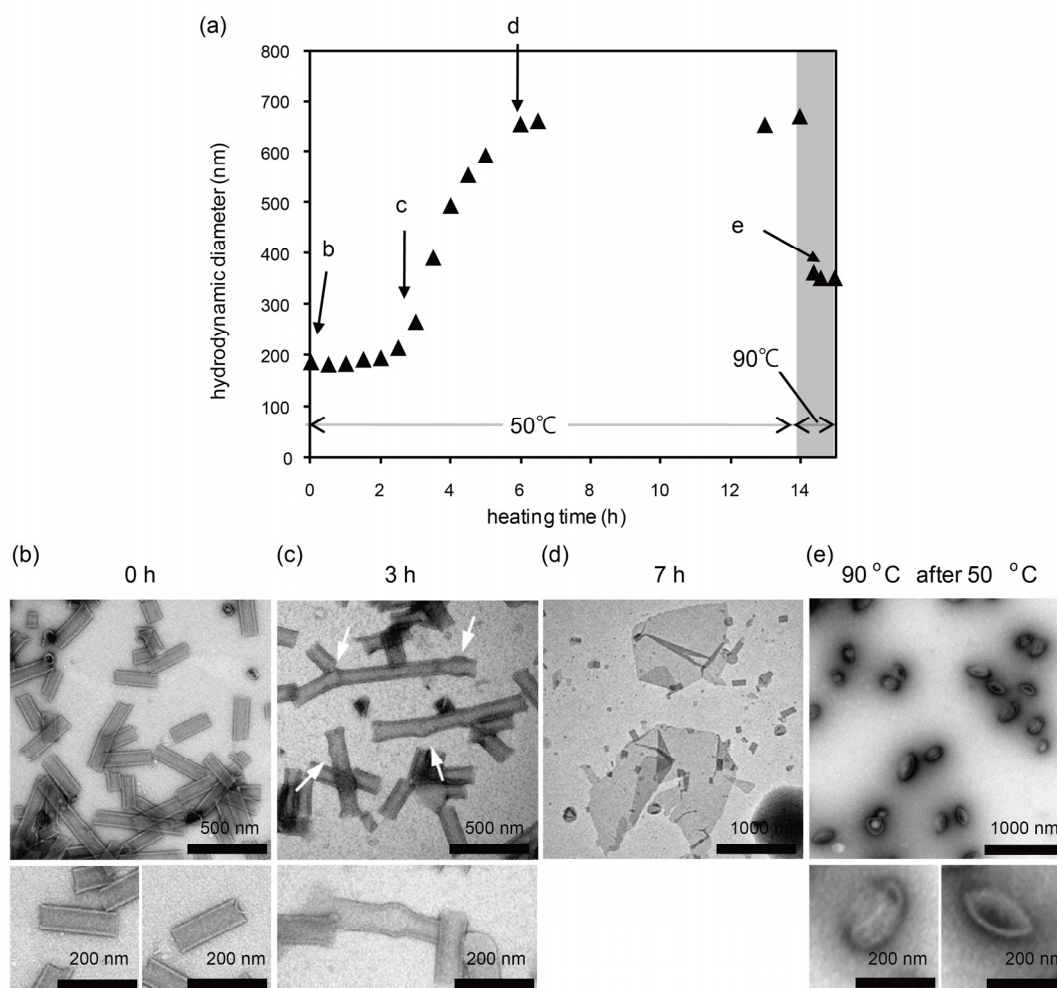 (a)
d
800
700
600
500
400
300
200
100
0
hydrodynamic diameter (nm)
b
c
e
90℃
50℃
0 2 4 6 8 10 12 14
heating time (h)
(b) (c) (d) (e)
0 h 3 h 7 h 90 °C after 50 °C
500 nm 500 nm 1000 nm 1000 nm
200 nm 200 nm 200 nm 200 nm 200 nm